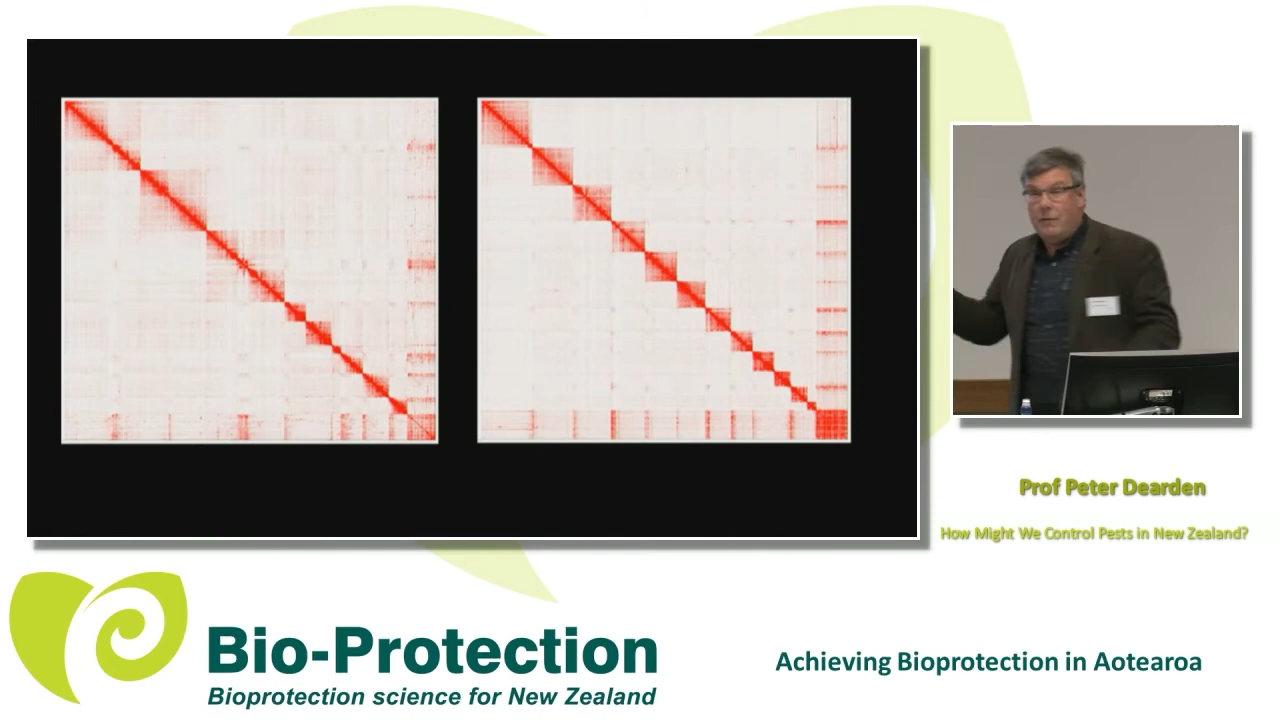 Prof Peter Dearden
How Might We Control Pests in New Zealand?
Bio-Protection
Bioprotection science for New Zealand
Achieving Bioprotection in Aotearoa